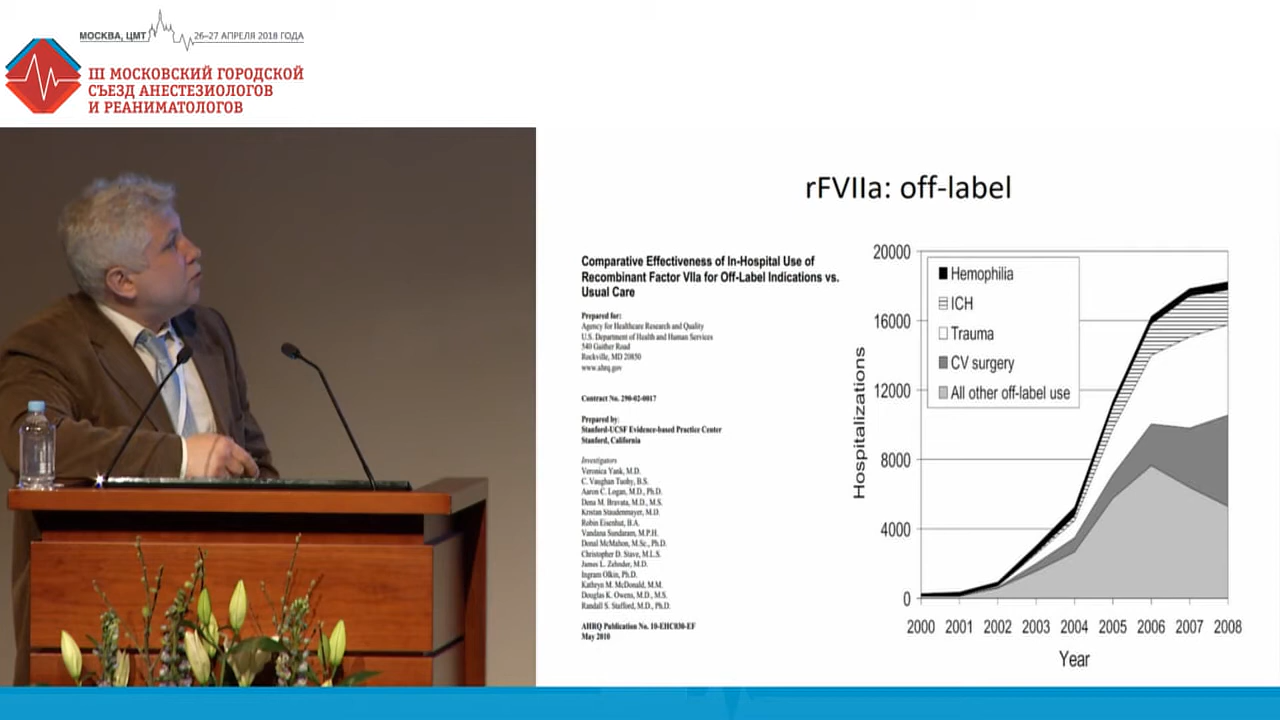 МОСКВА, ЦМТ 26–27 АПРЕЛЯ 2018 ГОДА
III МОСКОВСКИЙ ГОРОДСКОЙ
СЪЕЗД АНЕСТЕЗИОЛОГОВ
И РЕАНИМАТОЛОГОВ
rFVIIa: off-label
Comparative Effectiveness of In-Hospital Use of
Recombinant Factor VIIa for Off-Label Indications vs.
Usual Care
Prepared for:
Agency for Healthcare Research and Quality
U.S. Department of Health and Human Services
540 Gaither Road
Rockville, MD 20850
www.ahrq.gov
Contract No. 290-02-0017
Prepared by:
Stanford-UCSF Evidence-based Practice Center
Stanford, California
Investigators
Veronica Yank, M.D.
C. Vaughan Tuohy, B.S.
Aaron C. Logan, M.D., Ph.D.
Dena M. Bravata, M.D., M.S.
Kristan Staudenmayer, M.D.
Robin Eisenhut, B.A.
Vandana Sundaram, M.P.H.
Donal McMahon, M.Sc., Ph.D.
Christopher D. Stave, M.L.S.
James L. Zehnder, M.D.
Ingram Olkin, Ph.D.
Kathryn M. McDonald, M.M.
Douglas K. Owens, M.D., M.S.
Randall S. Stafford, M.D., Ph.D.
AHRQ Publication No. 10-EHC030-EF
May 2010
Hospitalizations
20000
16000
12000
8000
4000
0
Hemophilia
ICH
Trauma
CV surgery
All other off-label use
2000 2001 2002 2003 2004 2005 2006 2007 2008
Year